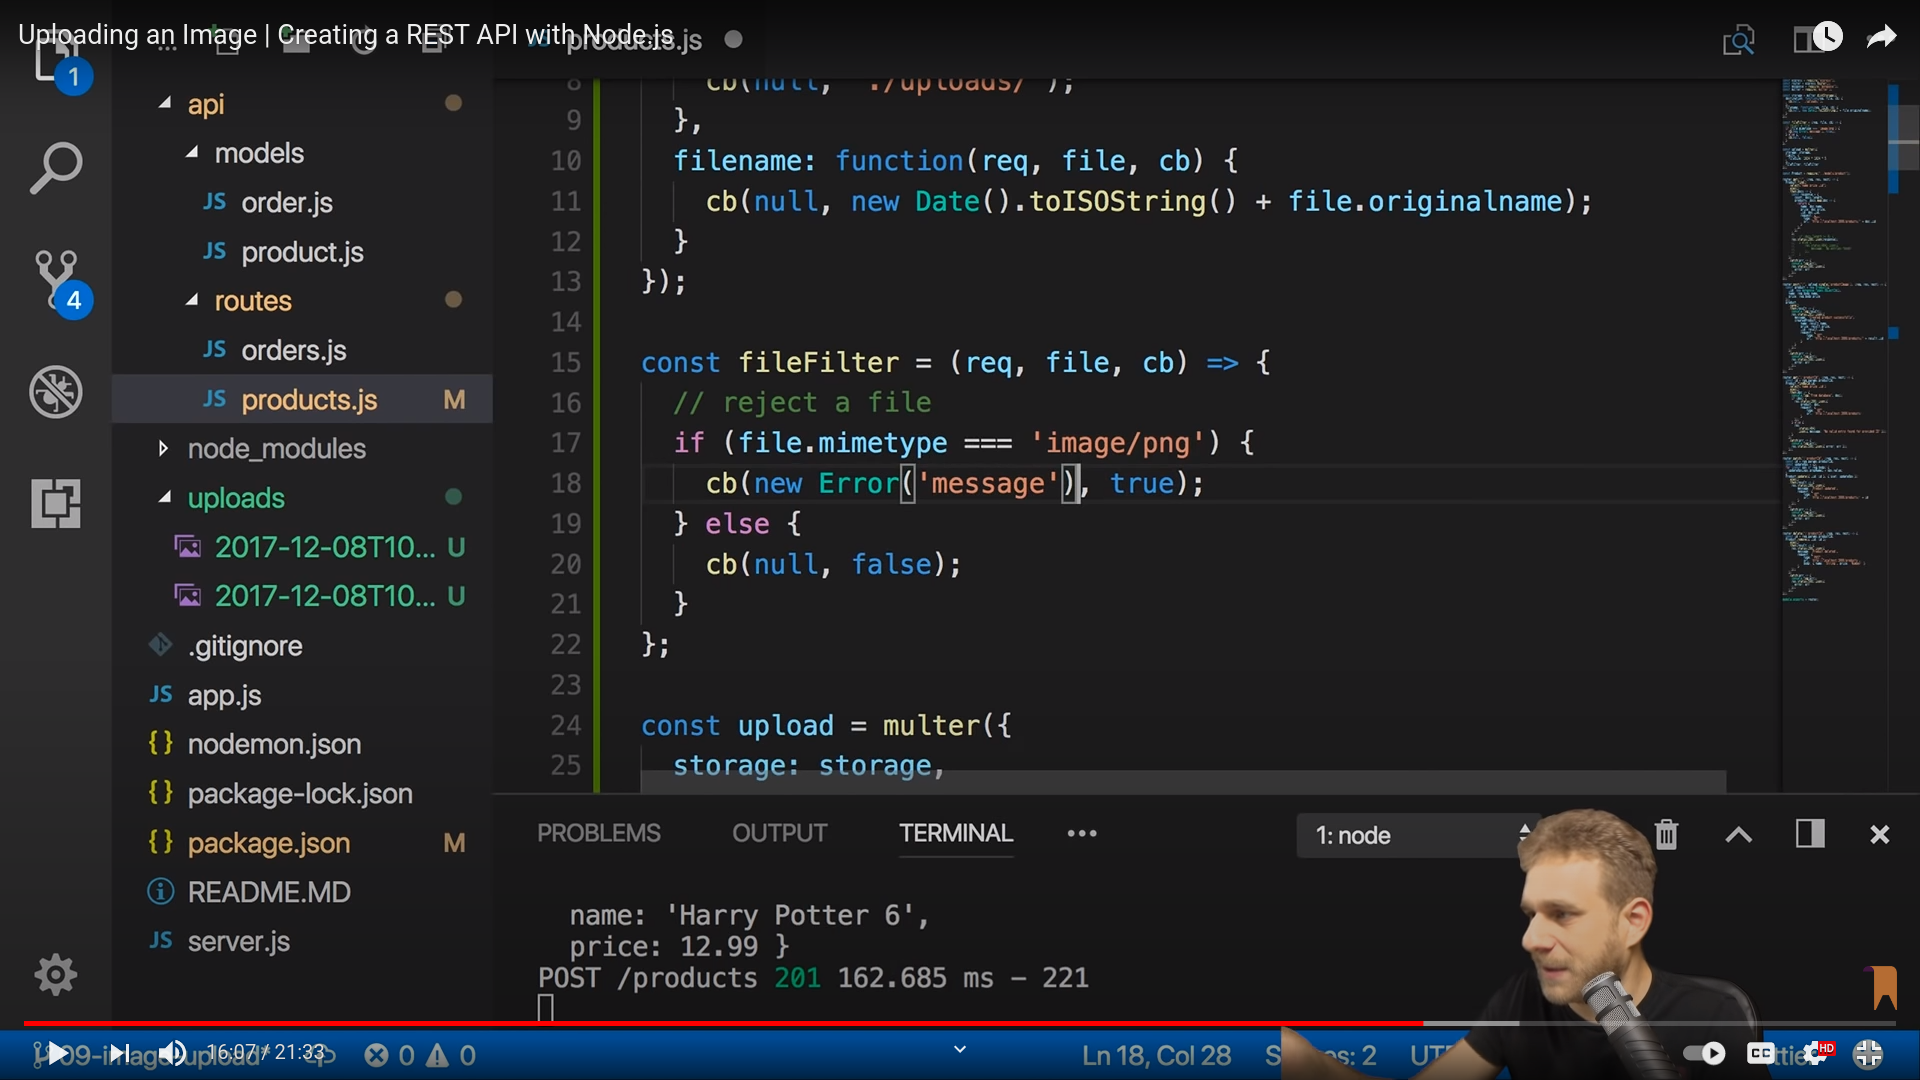 Uploading an Image | Creating a REST API with Node.js
products.js
1
api
models
JS order.js
JS product.js
4
routes
JS orders.js
JS products.js M
node_modules
uploads
2017-12-08T10... U
2017-12-08T10... U
.gitignore
JS app.js
{} nodemon.json
{} package-lock.json
{} package.json M
README.MD
JS server.js
8 cb(null, './uploads/');
9 },
10 filename: function(req, file, cb) {
11 cb(null, new Date().toISOString() + file.originalname);
12 }
13 });
14
15 const fileFilter = (req, file, cb) => {
16 // reject a file
17 if (file.mimetype === 'image/png') {
18 cb(new Error('message'), true);
19 } else {
20 cb(null, false);
21 }
22 };
23
24 const upload = multer({
25 storage: storage,
PROBLEMS OUTPUT TERMINAL ••• 1: node
name: 'Harry Potter 6',
price: 12.99 }
POST /products 201 162.685 ms - 221
09-image-upload* 16:07 / 21:33 0 0 Ln 18, Col 28 CC HD